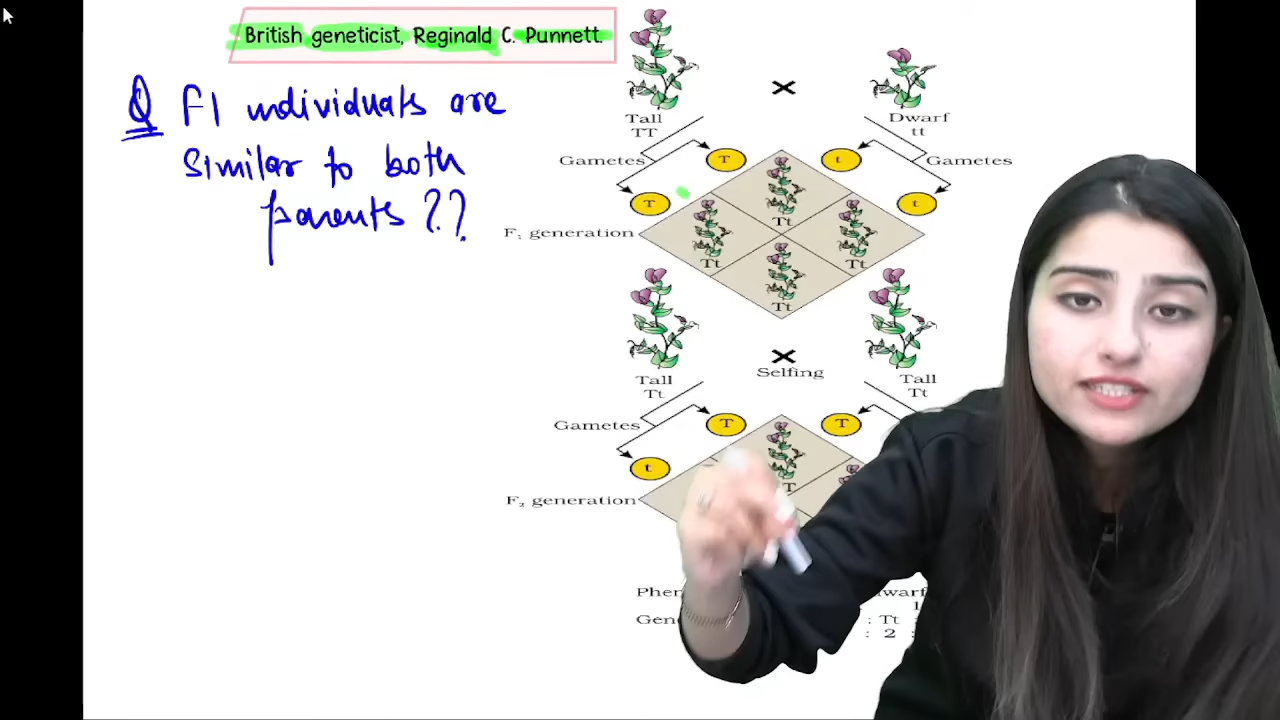 British geneticist, Reginald C. Punnett.
Q F1 individuals are
similar to both
parents ??
Tall
TT
Dwarf
tt
Gametes
T
t
Gametes
T
t
F₁ generation
Tt
Tt
Tt
Tt
Tall
Tt
Selfing
Tall
Tt
Gametes
T
T
t
F₂ generation
: Tt :
: 2 :